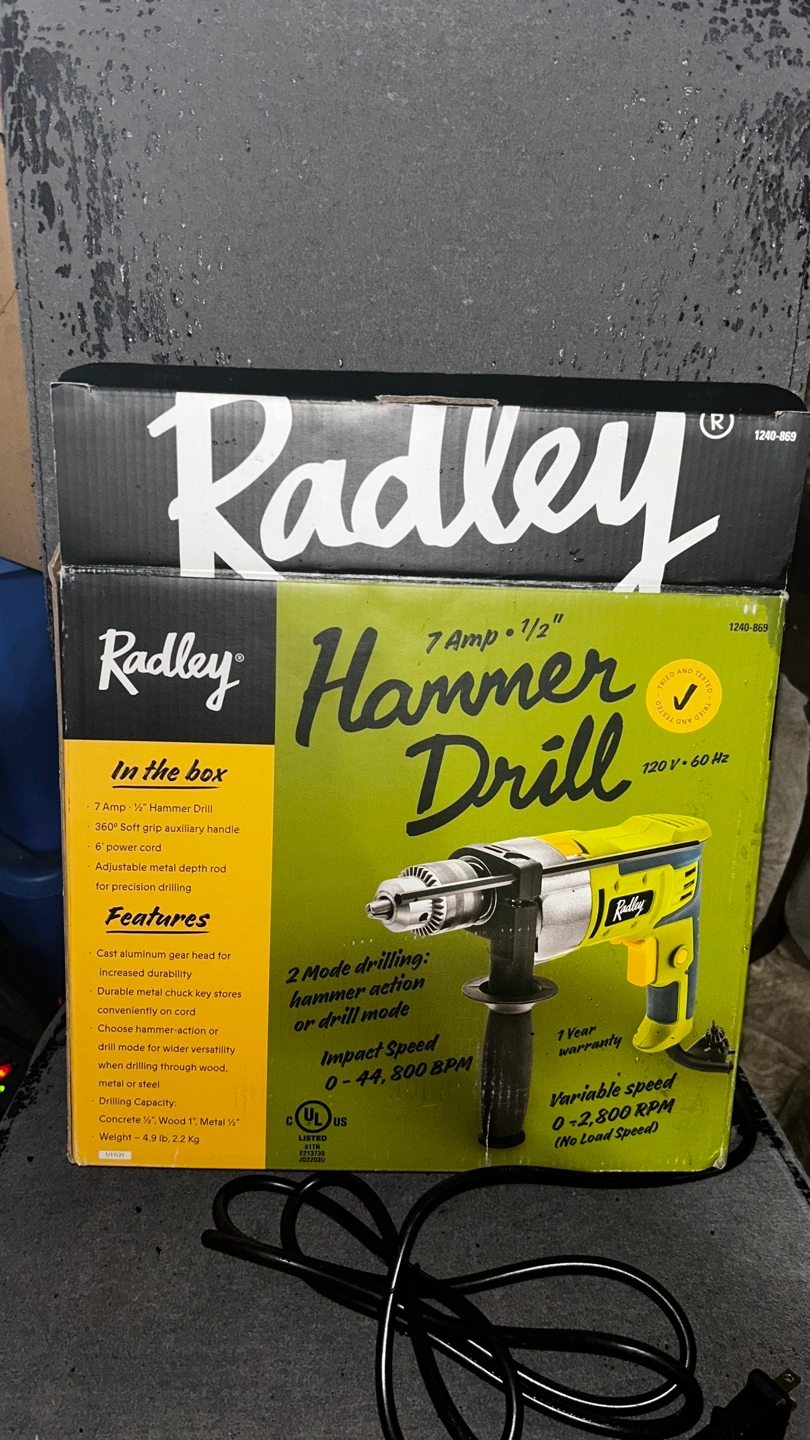 Radley®
1240-869
Radley®
1240-869
7 Amp • 1/2"
Hammer
Drill
TRIED AND TESTED - TRIED AND TESTED -
120 V • 60 Hz
In the box
· 7 Amp · ½" Hammer Drill
· 360º Soft grip auxiliary handle
· 6' power cord
· Adjustable metal depth rod
for precision drilling
Features
· Cast aluminum gear head for
increased durability
· Durable metal chuck key stores
conveniently on cord
· Choose hammer-action or
drill mode for wider versatility
when drilling through wood,
metal or steel
· Drilling Capacity:
Concrete ½", Wood 1", Metal ½"
· Weight – 4.9 lb, 2.2 Kg
Radley
2 Mode drilling:
hammer action
or drill mode
Impact Speed
0 - 44, 800 BPM
1 Year
warranty
Variable speed
0 - 2,800 RPM
(No Load Speed)
C UL US
LISTED